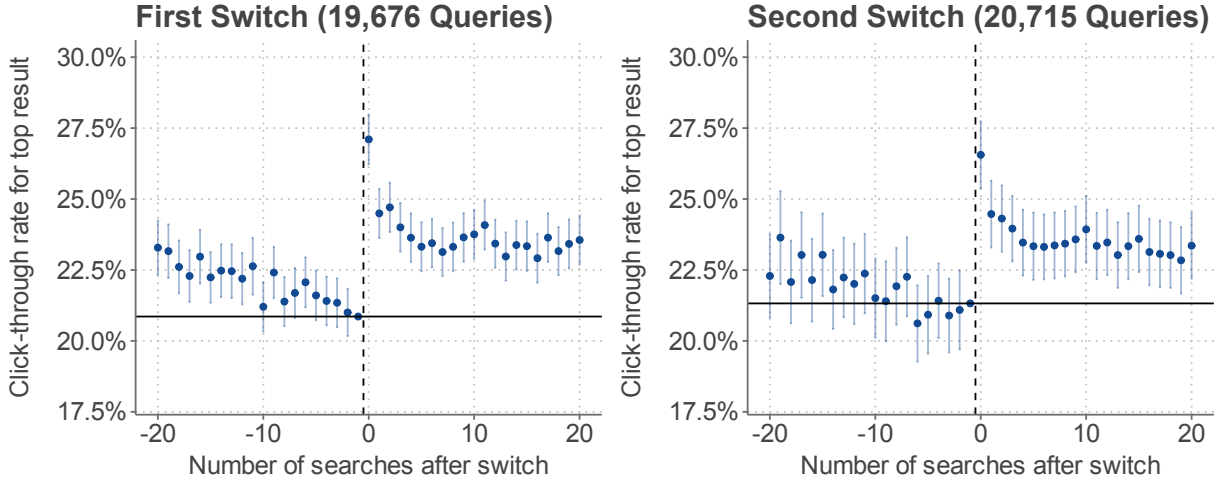 First Switch (19,676 Queries)
Click-through rate for top result
30.0%
27.5%
25.0%
22.5%
20.0%
17.5%
-20 -10 0 10 20
Number of searches after switch
Second Switch (20,715 Queries)
Click-through rate for top result
30.0%
27.5%
25.0%
22.5%
20.0%
17.5%
-20 -10 0 10 20
Number of searches after switch